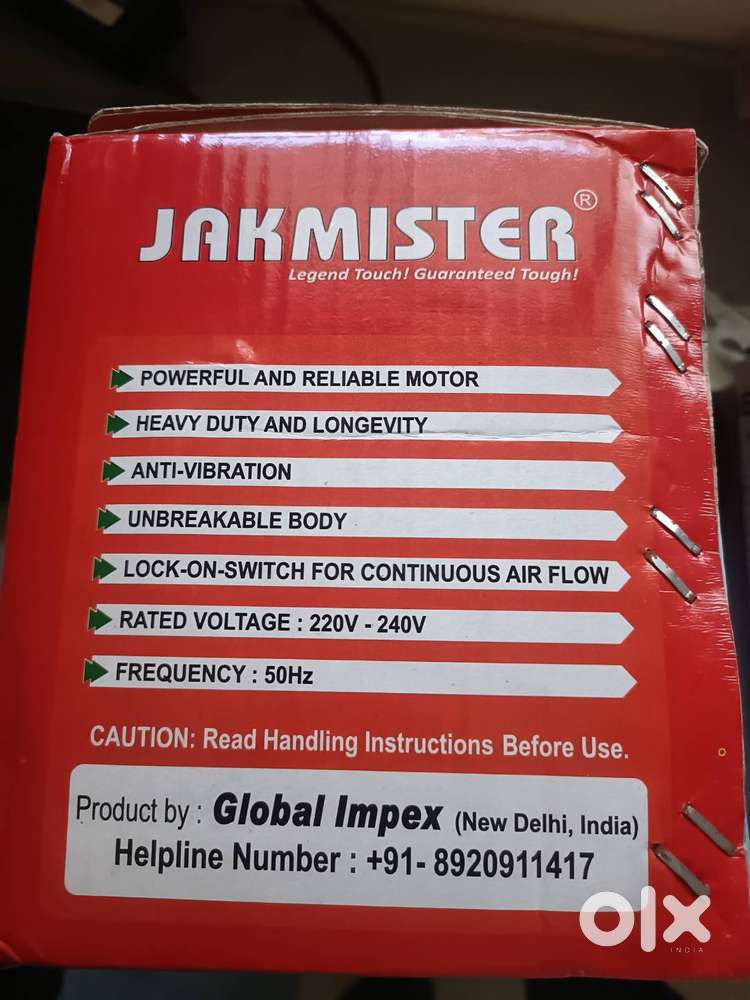 JAKMISTER®
Legend Touch! Guaranteed Tough!
POWERFUL AND RELIABLE MOTOR
HEAVY DUTY AND LONGEVITY
ANTI-VIBRATION
UNBREAKABLE BODY
LOCK-ON-SWITCH FOR CONTINUOUS AIR FLOW
RATED VOLTAGE : 220V - 240V
FREQUENCY : 50Hz
CAUTION: Read Handling Instructions Before Use.
Product by : Global Impex (New Delhi, India)
Helpline Number : +91- 8920911417
olx
INDIA